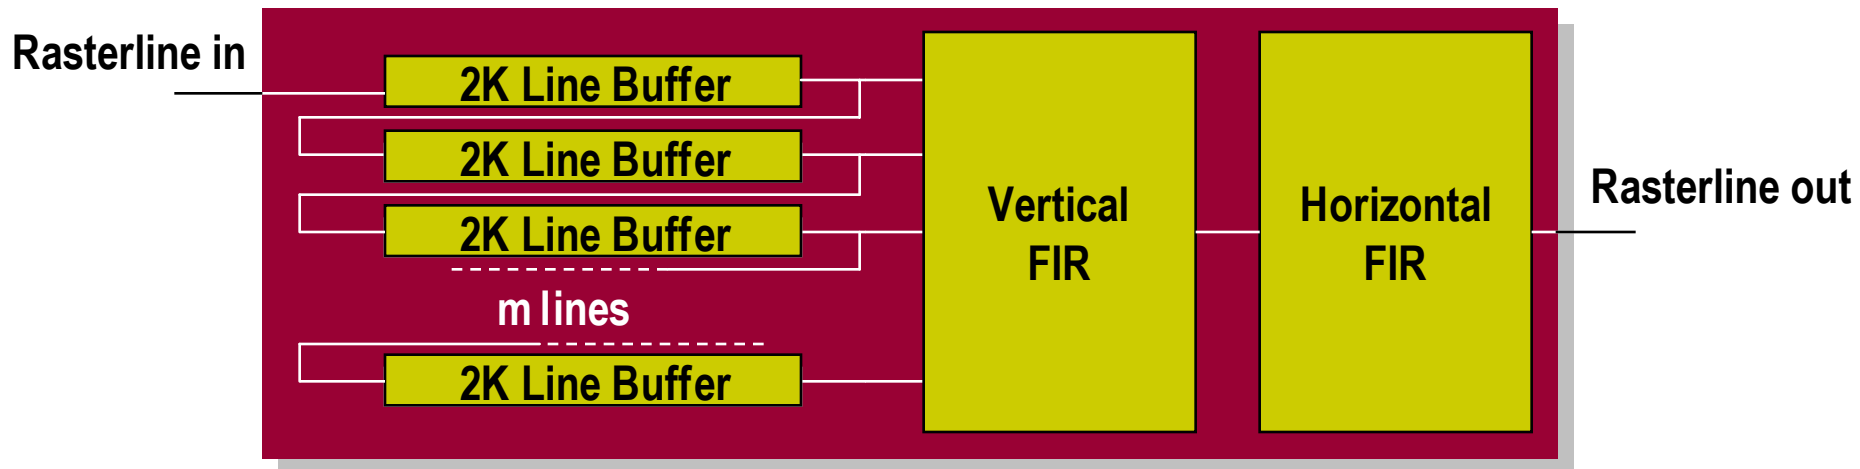 Rasterline in
2K Line Buffer
2K Line Buffer
2K Line Buffer
m lines
2K Line Buffer
Vertical
FIR
Horizontal
FIR
Rasterline out